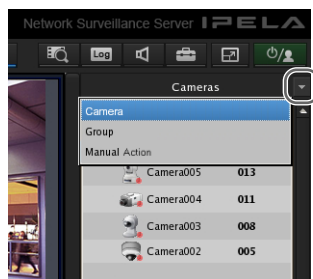 Network Surveillance Server IPELA
Log
Cameras
Camera
Group
Manual Action
Camera005 013
Camera004 011
Camera003 008
Camera002 005